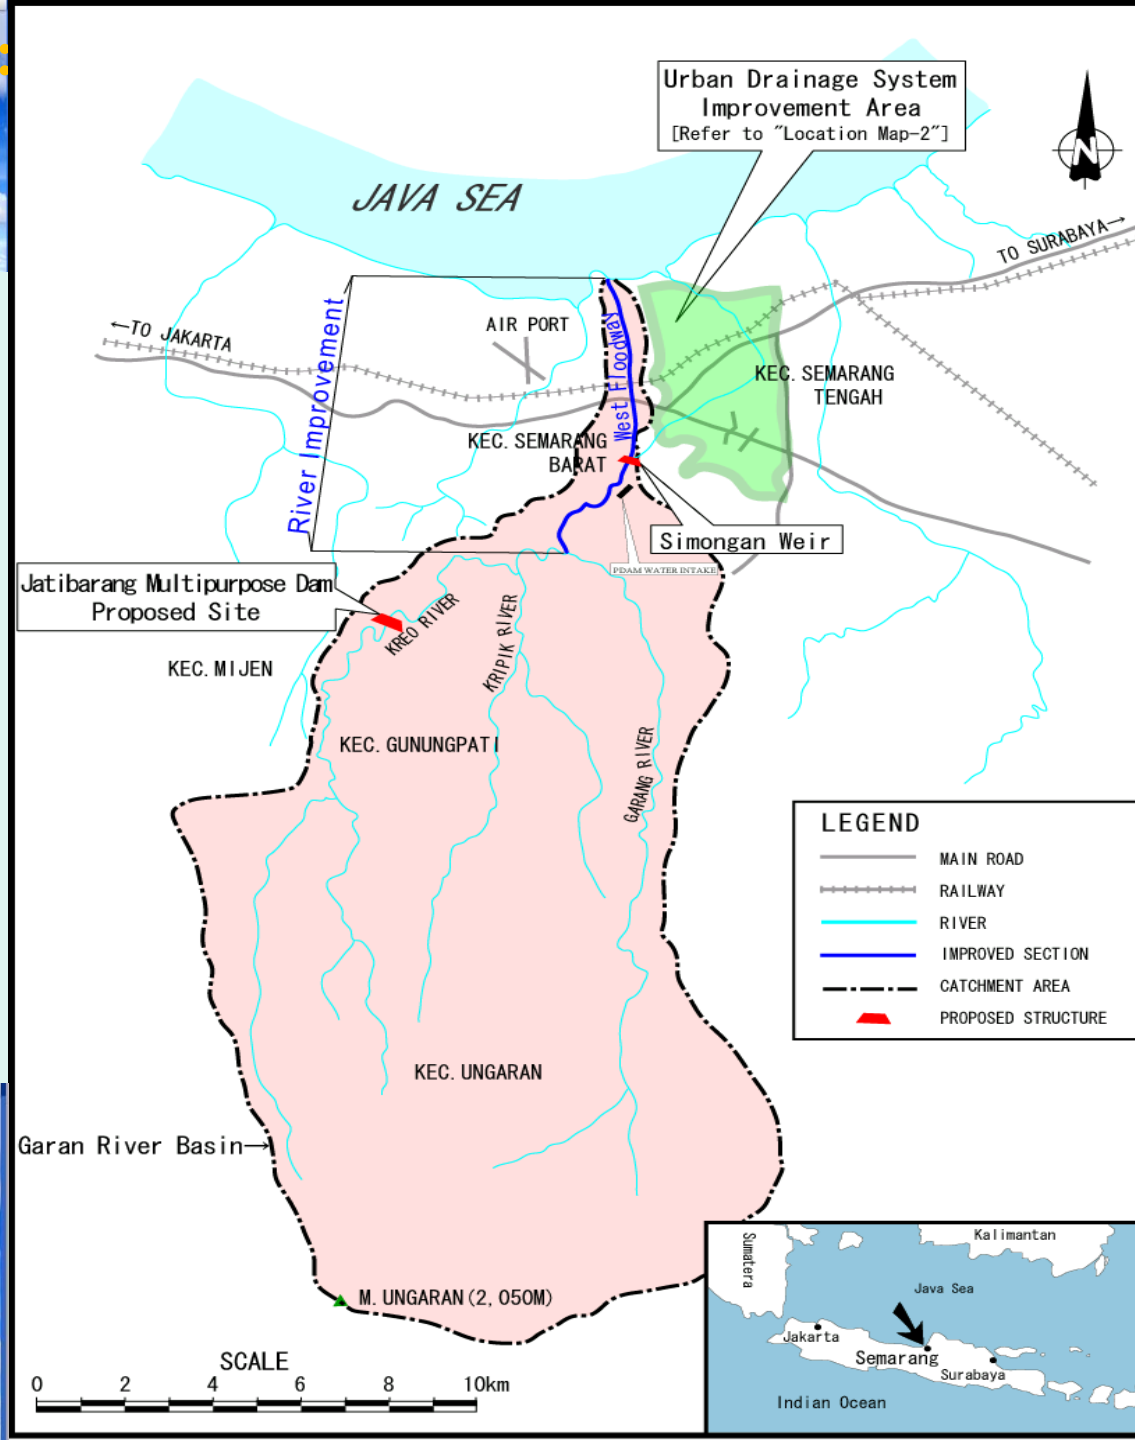 Urban Drainage System
Improvement Area
[Refer to "Location Map-2"]
N
JAVA SEA
TO SURABAYA→
←TO JAKARTA
AIR PORT
River Improvement
West Floodway
KEC. SEMARANG
TENGAH
KEC. SEMARANG
BARAT
Simongan Weir
PDAM WATER INTAKE
Jatibarang Multipurpose Dam
Proposed Site
KREO RIVER
KRIPIK RIVER
KEC. MIJEN
KEC. GUNUNGPATI
GARANG RIVER
LEGEND
MAIN ROAD
RAILWAY
RIVER
IMPROVED SECTION
CATCHMENT AREA
PROPOSED STRUCTURE
KEC. UNGARAN
Garan River Basin→
M. UNGARAN (2, 050M)
SCALE
0 2 4 6 8 10km
Sumatera
Kalimantan
Java Sea
Jakarta
Semarang
Surabaya
Indian Ocean